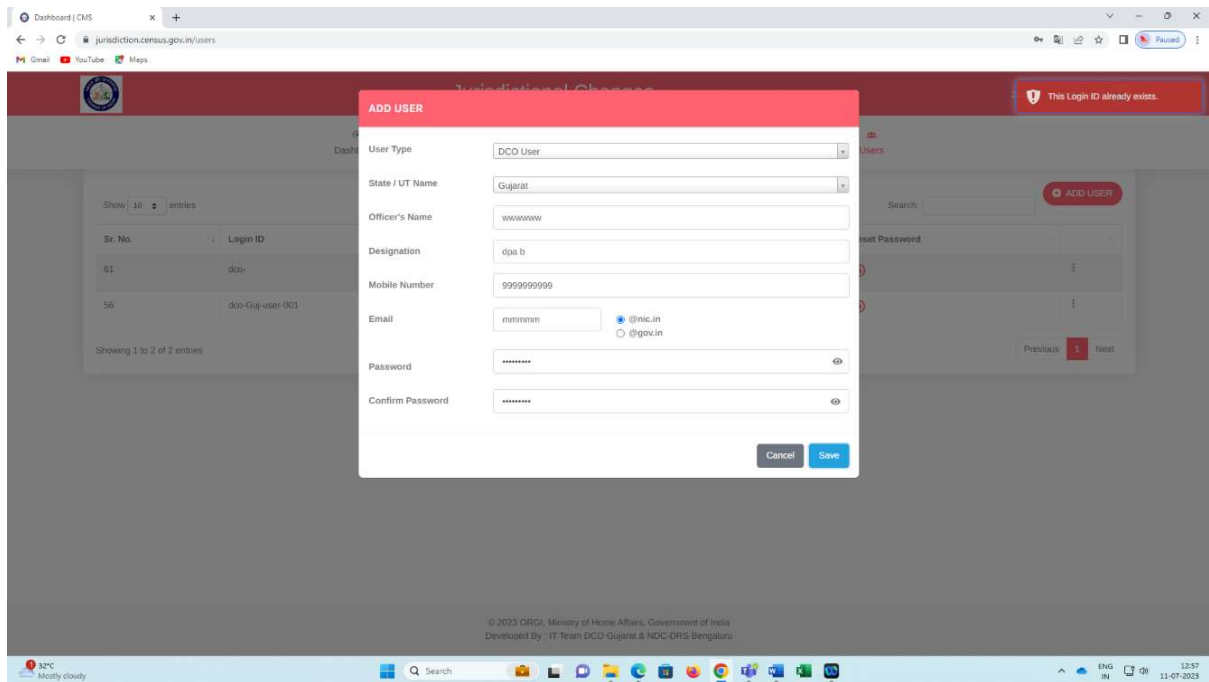 Dashboard | CMS
jurisdiction.census.gov.in/users
Paused
Gmail YouTube Maps
Jurisdictional Changes
This Login ID already exists.
ADD USER
Users
User Type DCO User
State / UT Name Gujarat
ADD USER
Show 10 entries Search:
Officer's Name wwwwww
Sr. No. Login ID
Designation dpa b
61 dco-
Mobile Number 9999999999
56 dco-Guj-user-001
Email mmmmm @nic.in
@gov.in
Showing 1 to 2 of 2 entries Previous 1 Next
Password •••••••••
Confirm Password •••••••••
Cancel Save
© 2023 ORGI, Ministry of Home Affairs, Government of India
Developed By : IT Team DCO Gujarat & NDC-DRS Bengaluru
32°C
Mostly cloudy
Search
ENG
IN
12:57
11-07-2023